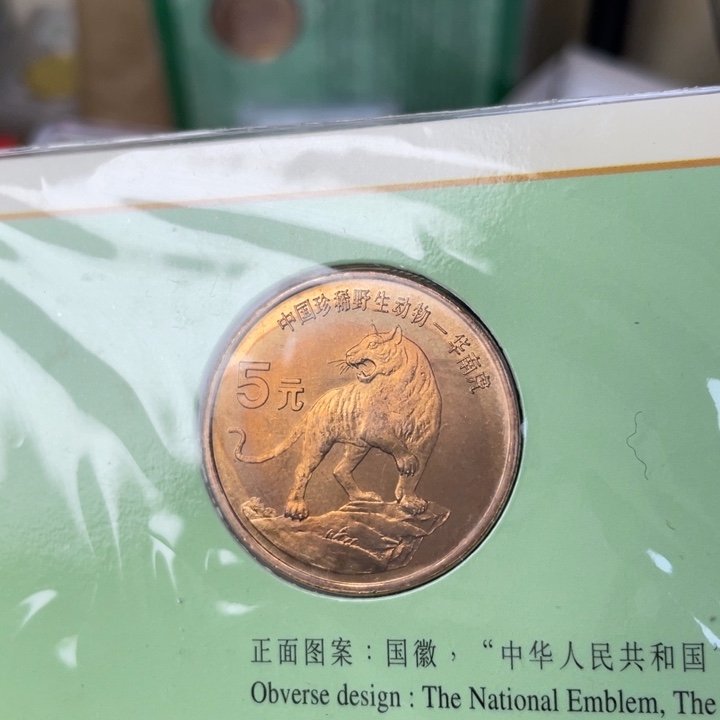 中国珍稀野生动物—华南虎
5元
正面图案：国徽，“中华人民共和国”
Obverse design : The National Emblem, The